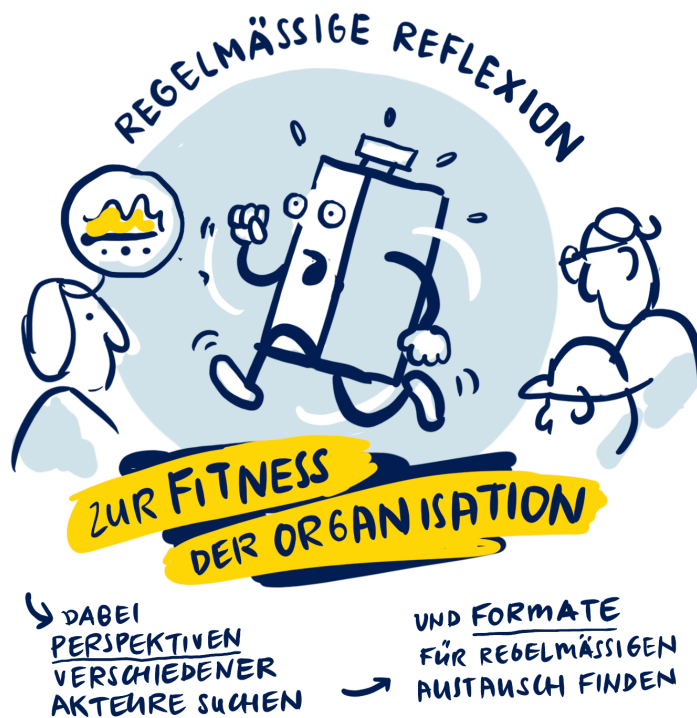 REGELMÄSSIGE REFLEXION
ZUR FITNESS
DER ORGANISATION
DABEI
PERSPEKTIVEN
VERSCHIEDENER
AKTEURE SUCHEN
UND FORMATE
FÜR REGELMÄSSIGEN
AUSTAUSCH FINDEN